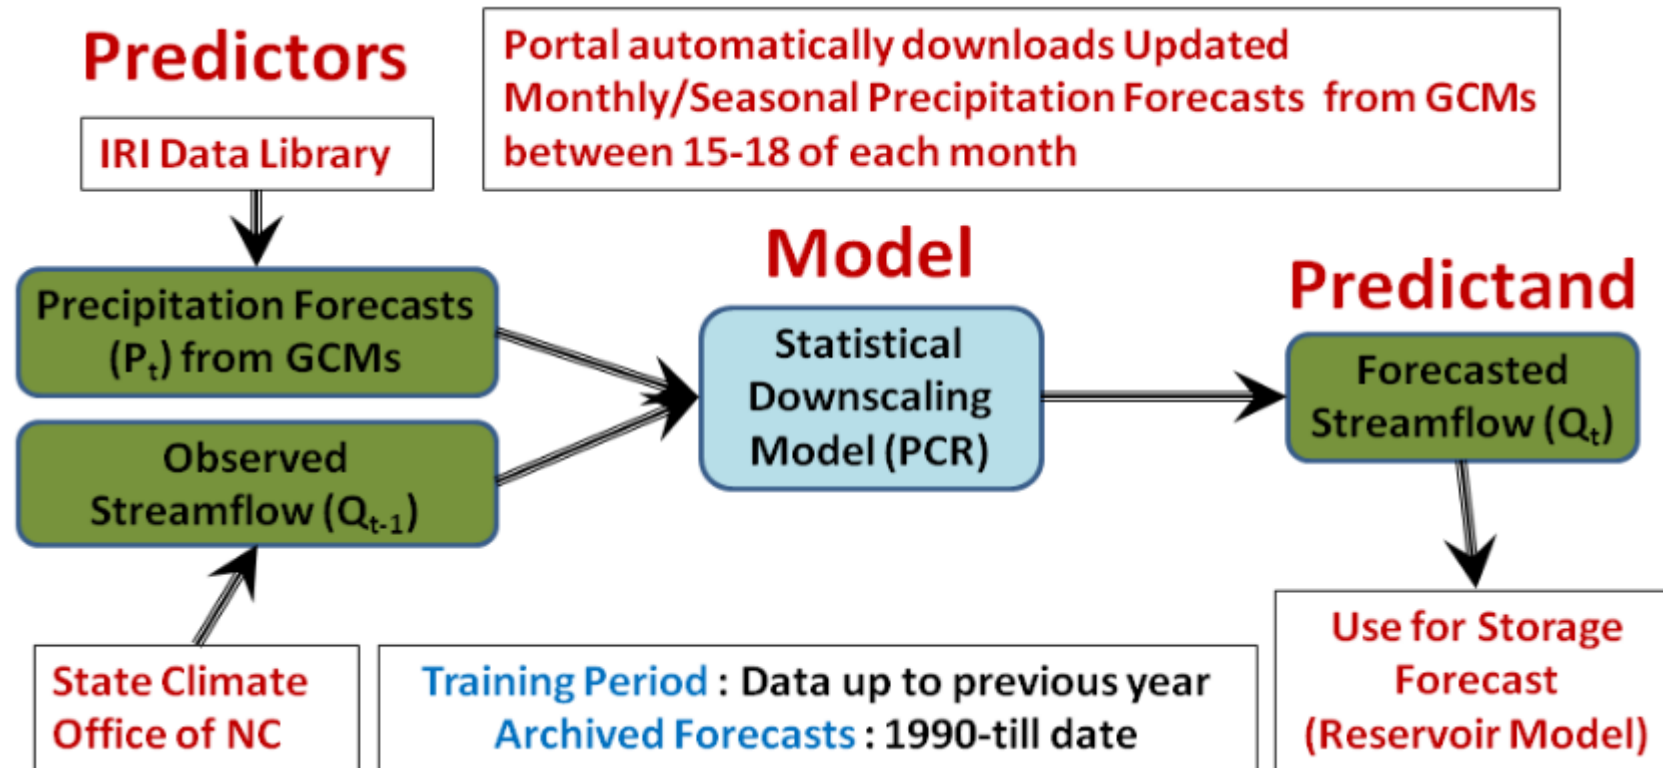 Predictors
Portal automatically downloads Updated
Monthly/Seasonal Precipitation Forecasts from GCMs
between 15-18 of each month
IRI Data Library
Model
Predictand
Precipitation Forecasts
(Pt) from GCMs
Statistical
Downscaling
Model (PCR)
Forecasted
Streamflow (Qt)
Observed
Streamflow (Qt-1)
State Climate
Office of NC
Training Period : Data up to previous year
Archived Forecasts : 1990-till date
Use for Storage
Forecast
(Reservoir Model)